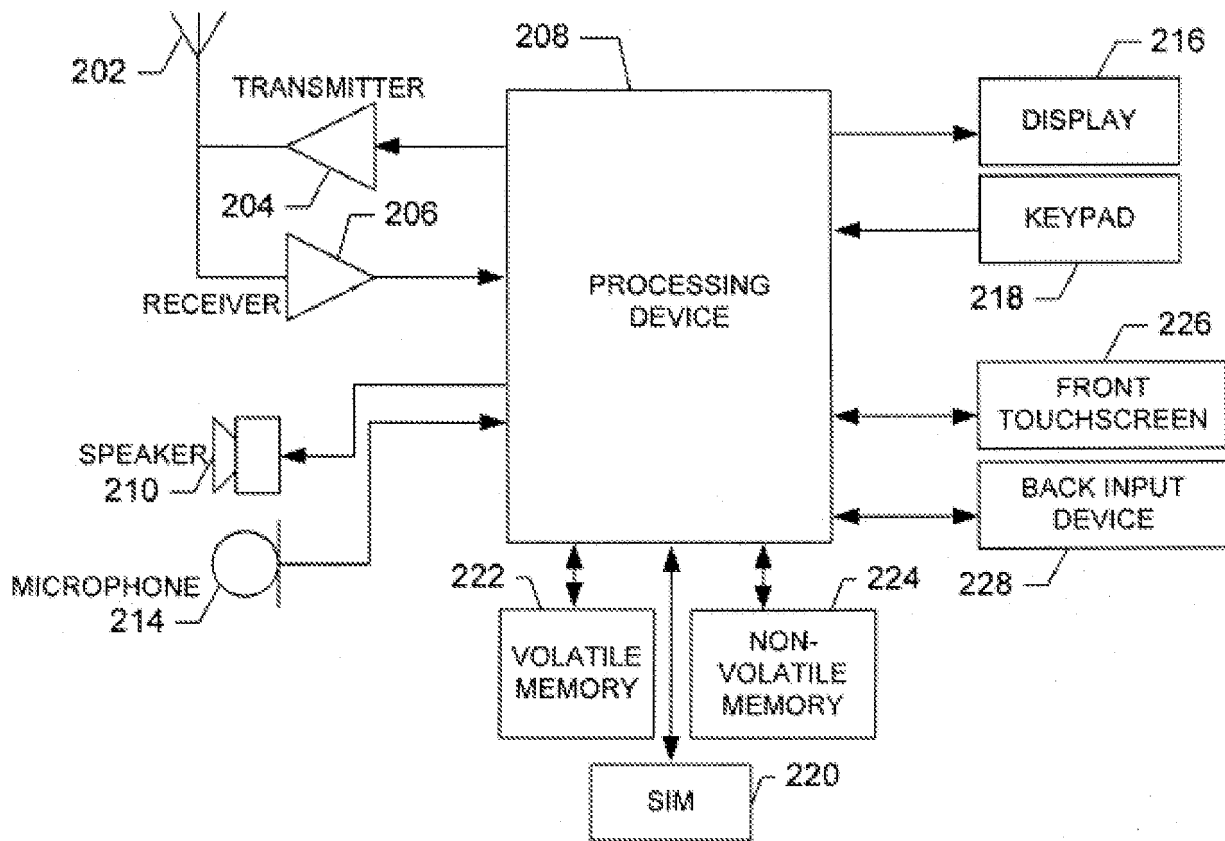 208
216
202
TRANSMITTER
DISPLAY
204
206
KEYPAD
PROCESSING
DEVICE
RECEIVER
218
226
FRONT
TOUCHSCREEN
SPEAKER
210
BACK INPUT
DEVICE
MICROPHONE
214
222
224
228
VOLATILE
MEMORY
NON-
VOLATILE
MEMORY
220
SIM